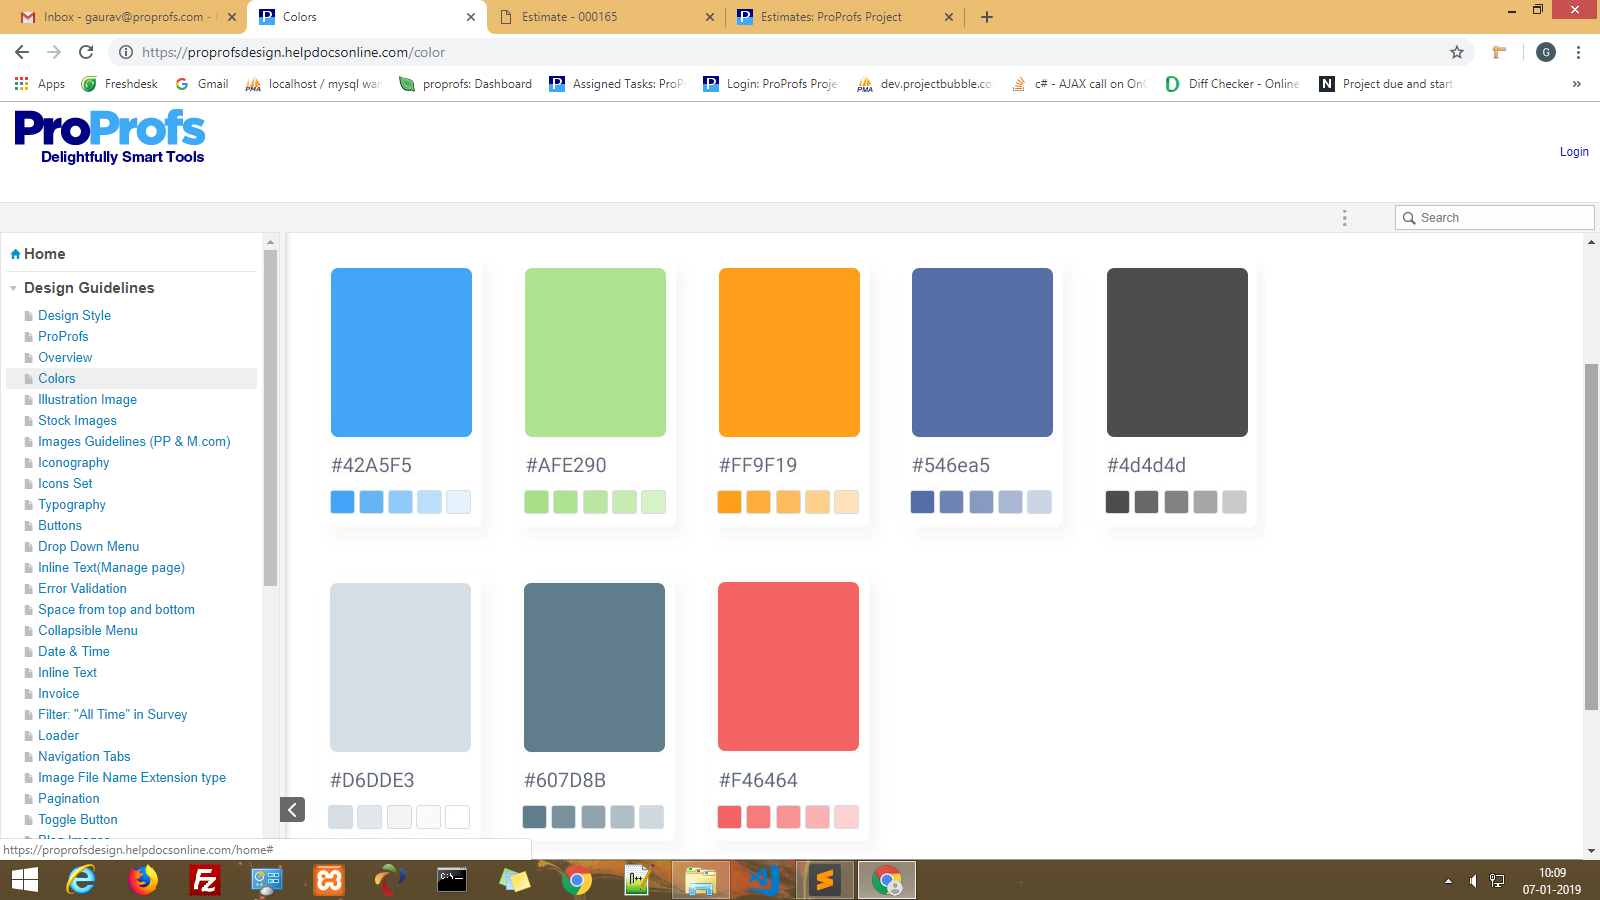 Inbox - gaurav@proprofs.com -
Colors
Estimate - 000165
Estimates: ProProfs Project
https://proprofsdesign.helpdocsonline.com/color
G
Apps
Freshdesk
Gmail
localhost / mysql
proprofs: Dashboard
Assigned Tasks:
Login: ProProfs
dev.projectbubble.co
c# - AJAX call on
Diff Checker - Online
Project due and start
ProProfs
Delightfully Smart Tools
Login
Search
Home
Design Guidelines
Design Style
ProProfs
Overview
Colors
Illustration Image
Stock Images
Images Guidelines (PP & M.com)
Iconography
Icons Set
Typography
Buttons
Drop Down Menu
Inline Text(Manage page)
Error Validation
Space from top and bottom
Collapsible Menu
Date & Time
Inline Text
Invoice
Filter: "All Time" in Survey
Loader
Navigation Tabs
Image File Name Extension type
Pagination
Toggle Button
#42A5F5
#AFE290
#FF9F19
#546ea5
#4d4d4d
#D6DDE3
#607D8B
#F46464
https://proprofsdesign.helpdocsonline.com/home#
10:09
07-01-2019